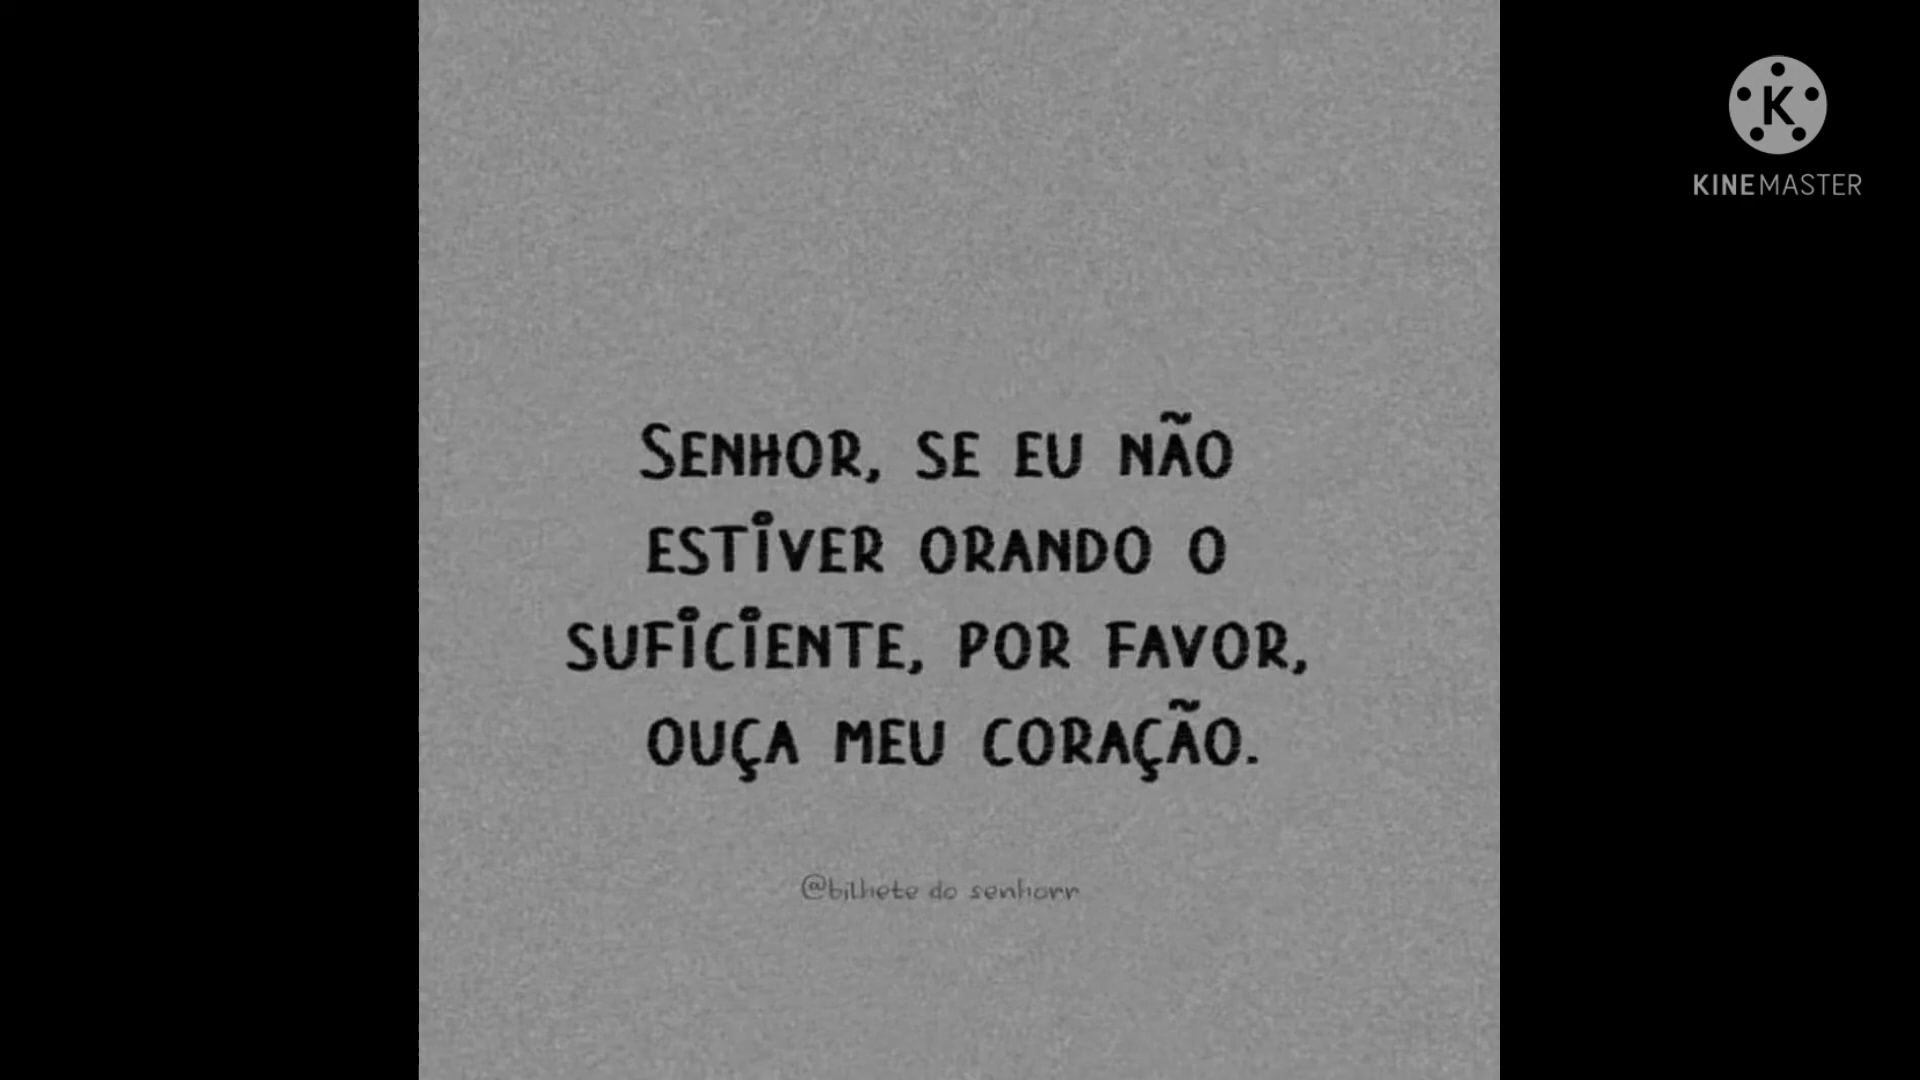 SENHOR, SE EU NÃO
ESTIVER ORANDO O
SUFICIENTE, POR FAVOR,
OUÇA MEU CORAÇÃO.
@bilhete do senhorr
K
KINEMASTER